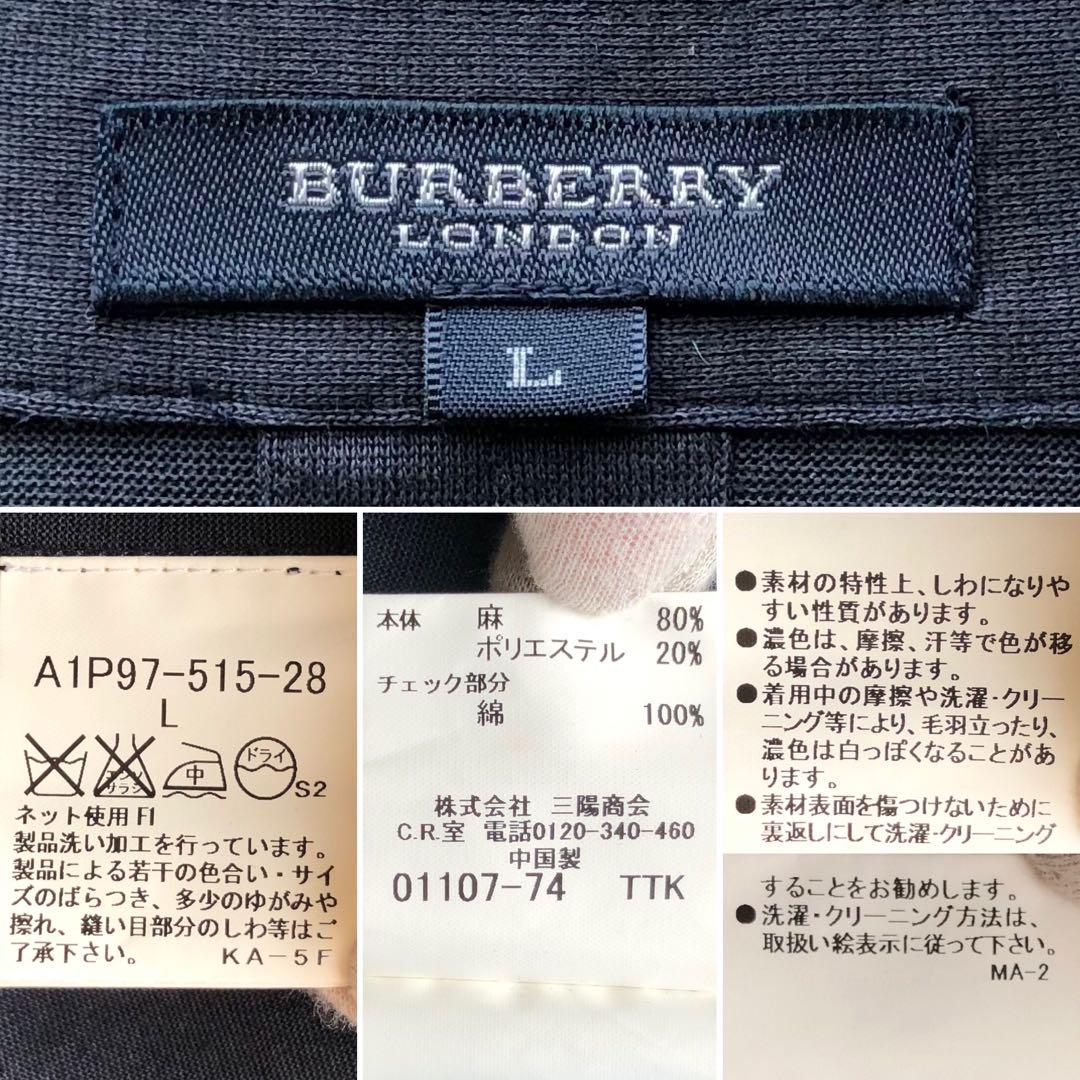 BURBERRY
LONDON
L
A1P97-515-28
L
エンソ
サラシ
中
ドライ
S2
ネット使用 FI
製品洗い加工を行っています。
製品による若干の色合い・サイ
ズのばらつき、多少のゆがみや
擦れ、縫い目部分のしわ等はご
了承下さい。 KA-5F
本体 麻 80%
ポリエステル 20%
チェック部分
綿 100%
株式会社 三陽商会
C.R.室 電話0120-340-460
中国製
01107-74 TTK
●素材の特性上、しわになりや
すい性質があります。
●濃色は、摩擦、汗等で色が移
る場合があります。
●着用中の摩擦や洗濯・クリー
ニング等により、毛羽立ったり、
濃色は白っぽくなることがあ
ります。
●素材表面を傷つけないために
裏返しにして洗濯・クリーニング
することをお勧めします。
●洗濯・クリーニング方法は、
取扱い絵表示に従って下さい。
MA-2